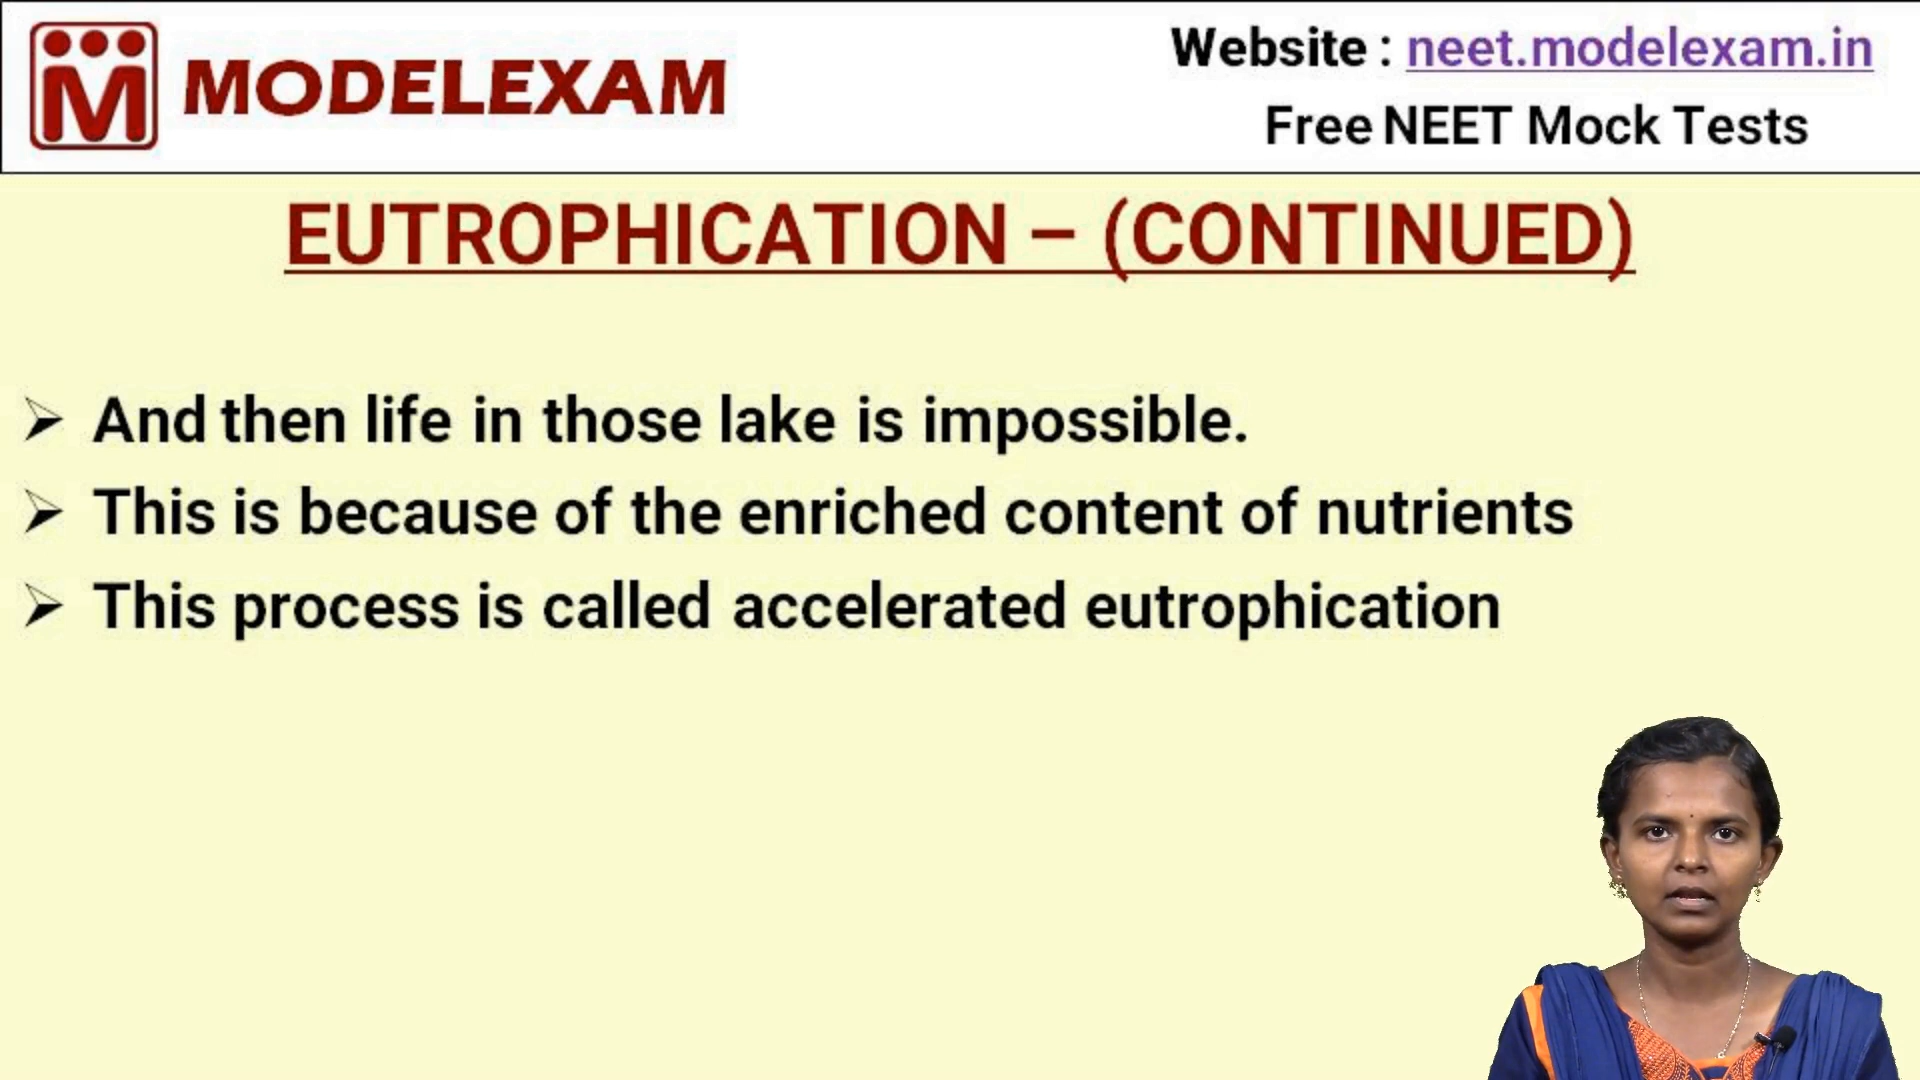 MODELEXAM
Website : neet.modelexam.in
Free NEET Mock Tests
EUTROPHICATION – (CONTINUED)
➢ And then life in those lake is impossible.
➢ This is because of the enriched content of nutrients
➢ This process is called accelerated eutrophication